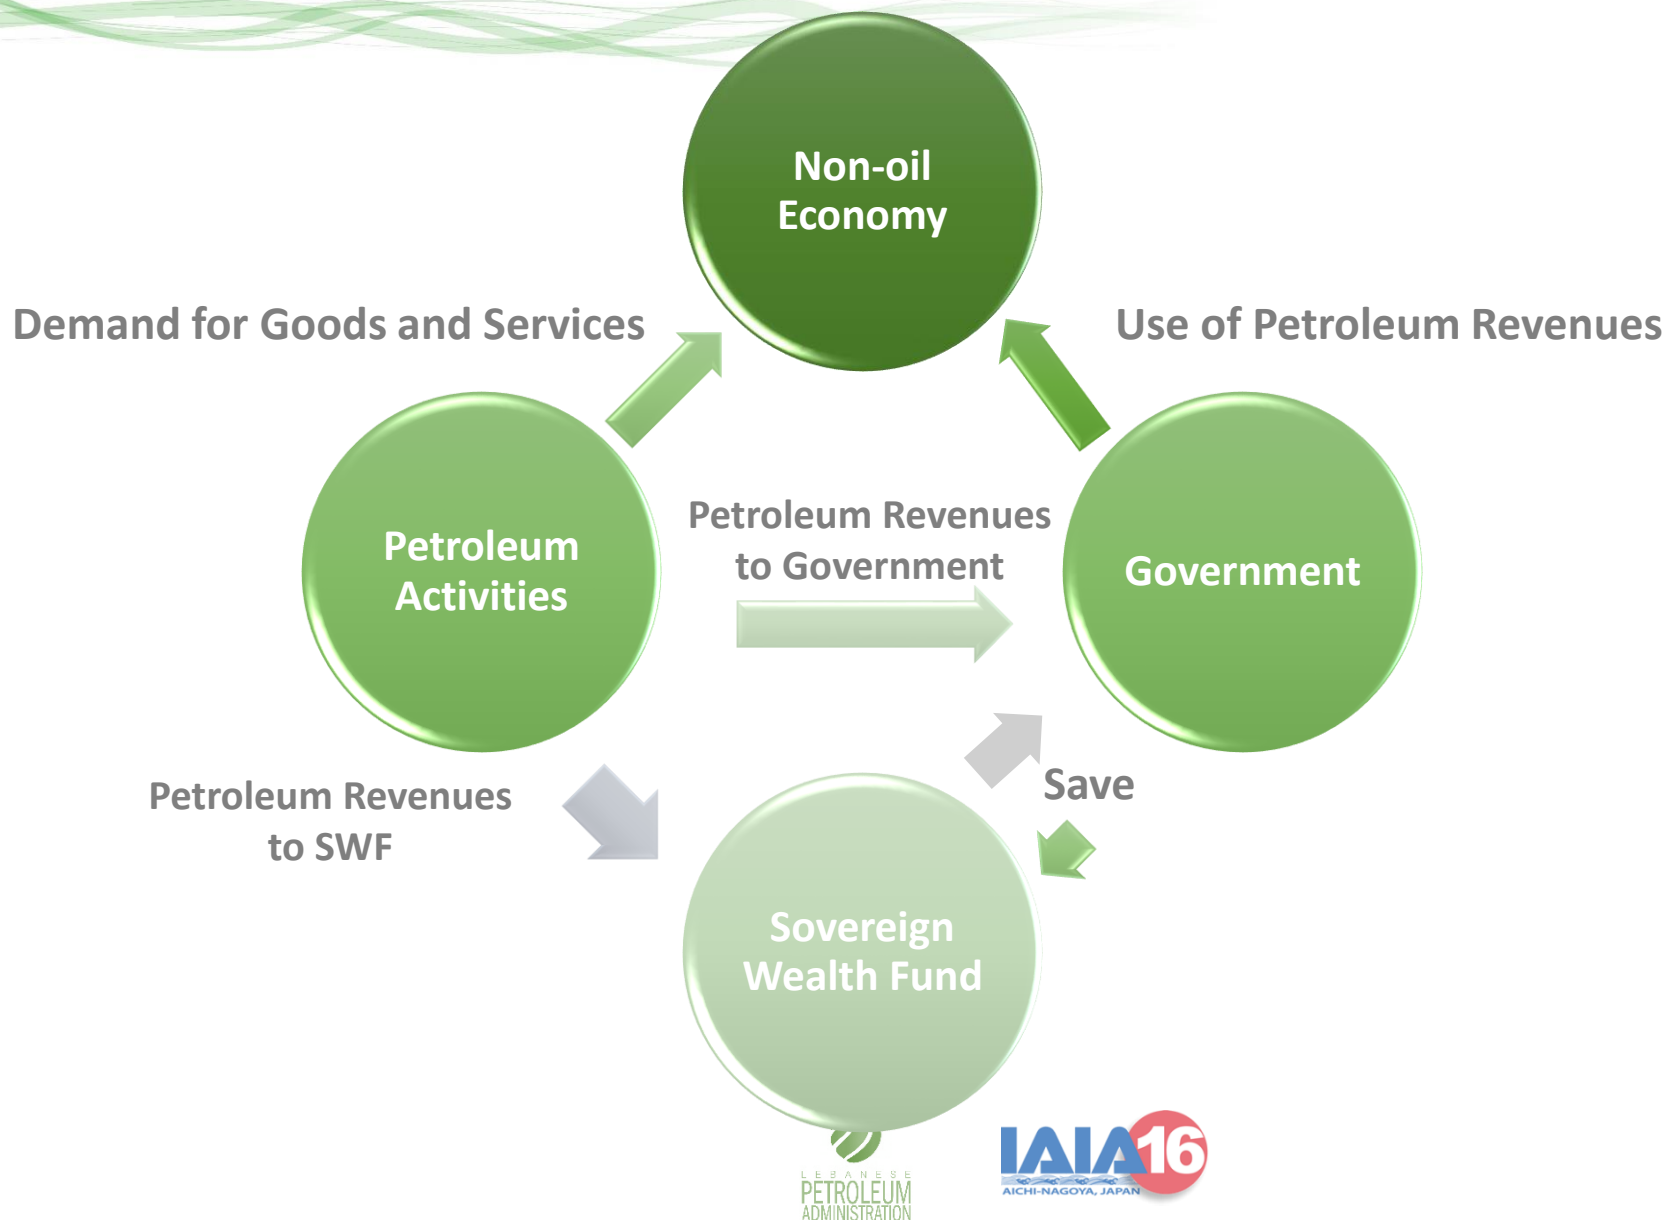 Non-oil
Economy
Demand for Goods and Services
Use of Petroleum Revenues
Petroleum Revenues
to Government
Petroleum
Activities
Government
Petroleum Revenues
to SWF
Save
Sovereign
Wealth Fund
LEBANESE
PETROLEUM
ADMINISTRATION
IAIA16
AICHI-NAGOYA, JAPAN